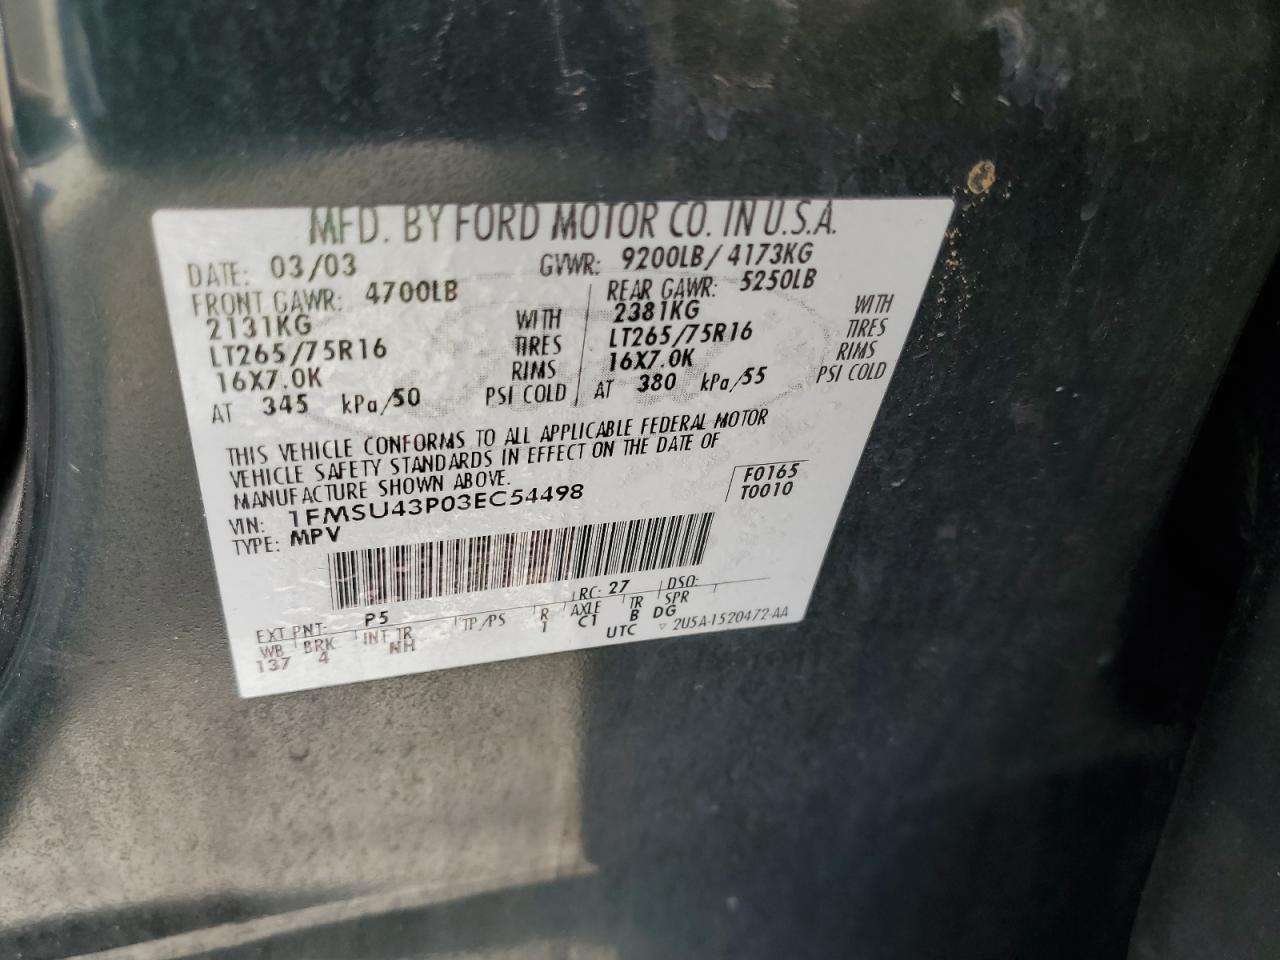 MFD. BY FORD MOTOR CO. IN U.S.A.
DATE: 03/03 GVWR: 9200LB/4173KG
FRONT GAWR: 4700LB REAR GAWR: 5250LB
2131KG WITH 2381KG WITH
LT265/75R16 TIRES LT265/75R16 TIRES
16X7.0K RIMS 16X7.0K RIMS
AT 345 kPa/50 PSI COLD AT 380 kPa/55 PSI COLD
THIS VEHICLE CONFORMS TO ALL APPLICABLE FEDERAL MOTOR
VEHICLE SAFETY STANDARDS IN EFFECT ON THE DATE OF
MANUFACTURE SHOWN ABOVE.
F0165
VIN: 1FMSU43P03EC54498 T0010
TYPE: MPV
RC: 27 DSO:
EXT PNT: P5
WB BRK INT TR TP/PS R AXLE TR SPR
137 4 NH 1 C1 B DG
UTC ▽ 2U5A-1520472-AA